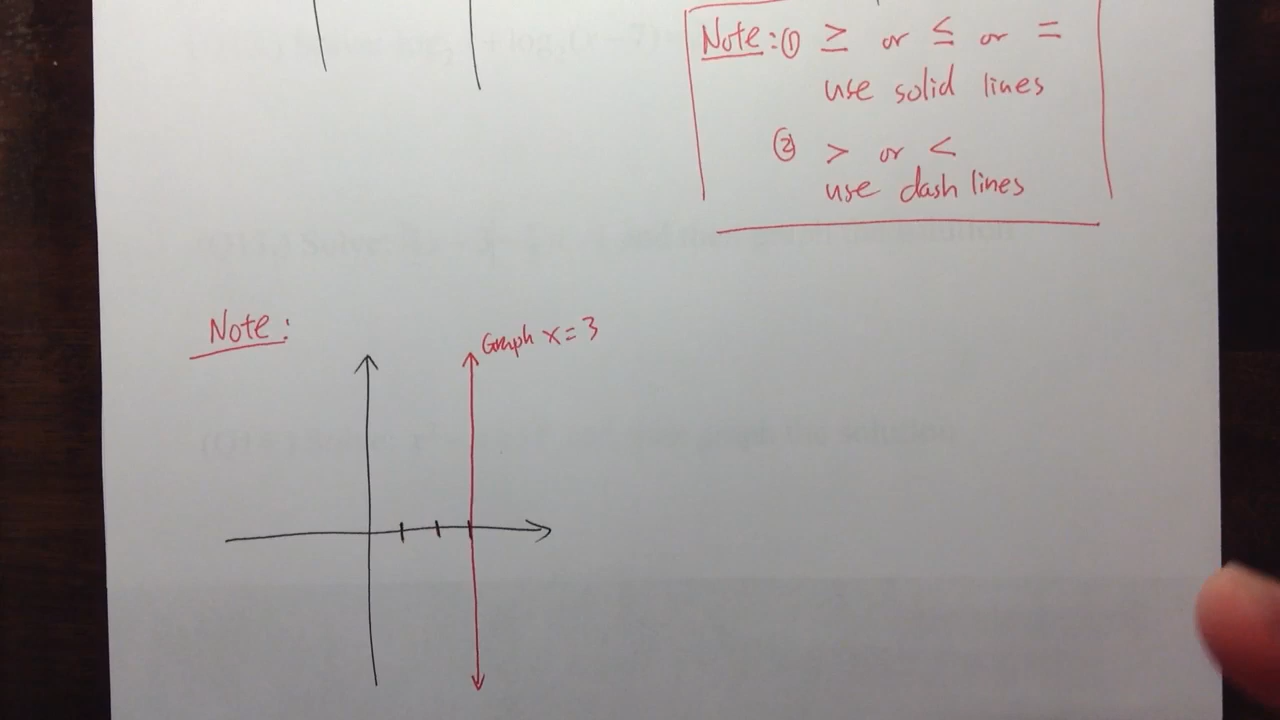 Note: ① ≥ or ≤ or =
use solid lines
② > or <
use dash lines
Note:
Graph x = 3